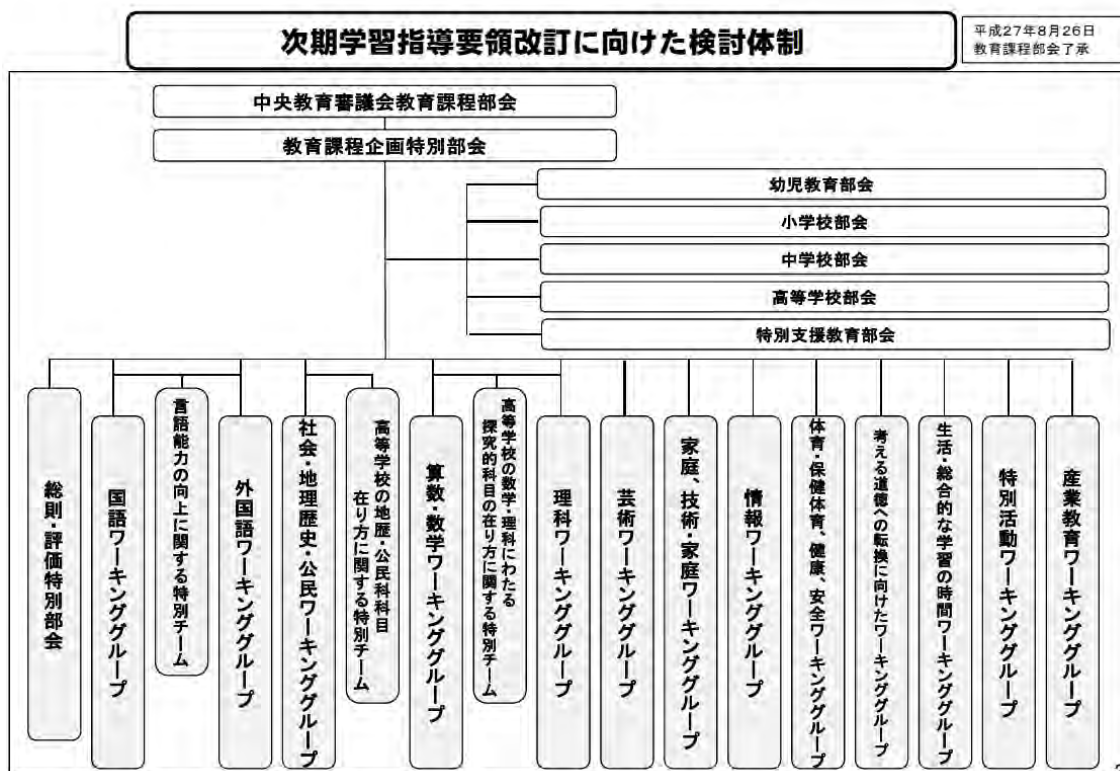 次期学習指導要領改訂に向けた検討体制
平成27年8月26日
教育課程部会了承
中央教育審議会教育課程部会
教育課程企画特別部会
幼児教育部会
小学校部会
中学校部会
高等学校部会
特別支援教育部会
総則・評価特別部会
国語ワーキンググループ
言語能力の向上に関する特別チーム
外国語ワーキンググループ
社会・地理歴史・公民ワーキンググループ
高等学校の地歴・公民科科目
在り方に関する特別チーム
算数・数学ワーキンググループ
高等学校の数学・理科にわたる
探究的科目の在り方に関する特別チーム
理科ワーキンググループ
芸術ワーキンググループ
家庭、技術・家庭ワーキンググループ
情報ワーキンググループ
体育・保健体育、健康、安全ワーキンググループ
考える道徳への転換に向けたワーキンググループ
生活・総合的な学習の時間ワーキンググループ
特別活動ワーキンググループ
産業教育ワーキンググループ